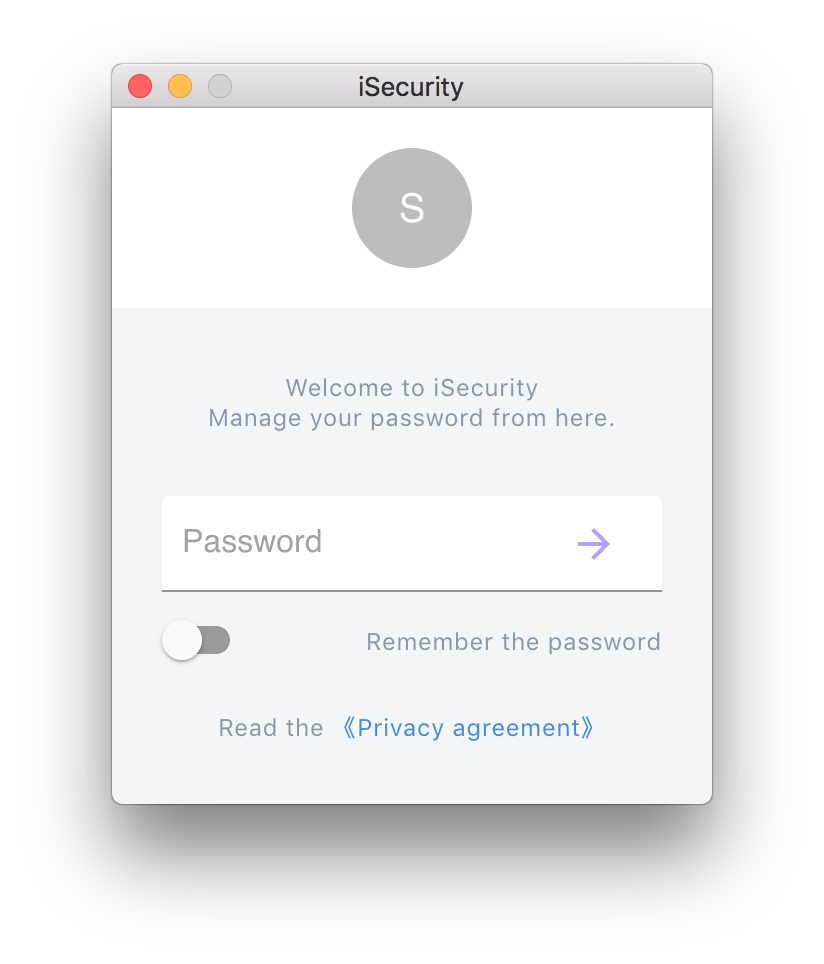 iSecurity
S
Welcome to iSecurity
Manage your password from here.
Password
Remember the password
Read the 《Privacy agreement》